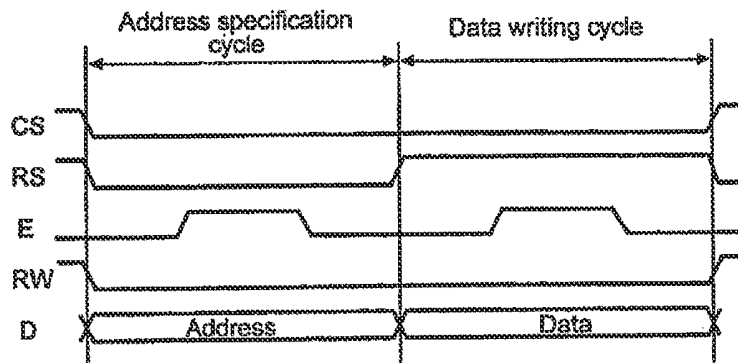 Address specification
cycle
Data writing cycle
CS
RS
E
RW
D
Address
Data